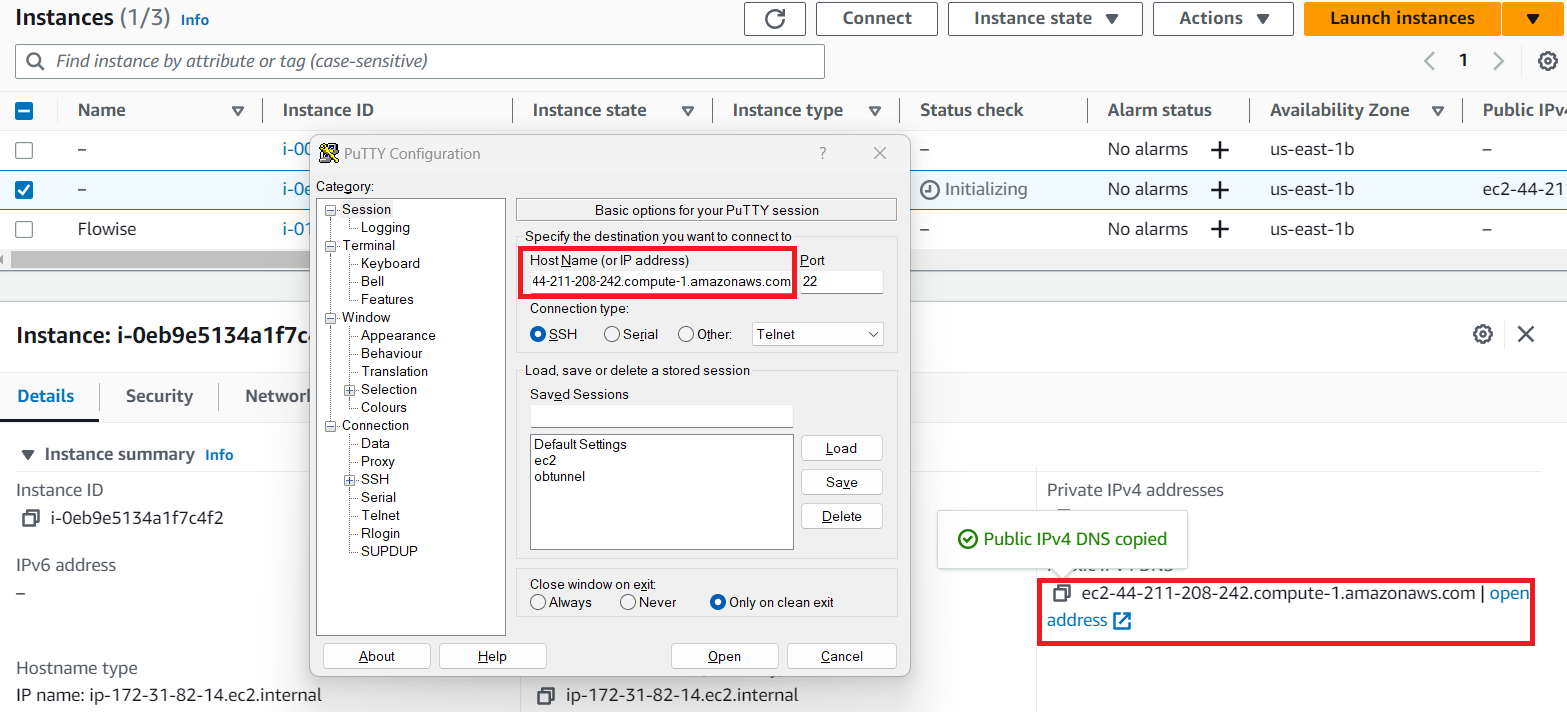 Instances (1/3) Info
Connect
Instance state
Actions
Launch instances
Find instance by attribute or tag (case-sensitive)
1
Name
Instance ID
Instance state
Instance type
Status check
Alarm status
Availability Zone
Public IPv4
– i-00 – No alarms + us-east-1b –
– i-0e Initializing No alarms + us-east-1b ec2-44-211
Flowise i-01 – No alarms + us-east-1b –
PuTTY Configuration ? ×
Category:
Session
Logging
Terminal
Keyboard
Bell
Features
Window
Appearance
Behaviour
Translation
Selection
Colours
Connection
Data
Proxy
SSH
Serial
Telnet
Rlogin
SUPDUP
Basic options for your PuTTY session
Specify the destination you want to connect to
Host Name (or IP address) Port
44-211-208-242.compute-1.amazonaws.com 22
Connection type:
SSH Serial Other: Telnet
Load, save or delete a stored session
Saved Sessions
Default Settings
ec2
obtunnel
Load
Save
Delete
Close window on exit:
Always Never Only on clean exit
About Help Open Cancel
Instance: i-0eb9e5134a1f7c4
Details Security Network
Instance summary Info
Instance ID
i-0eb9e5134a1f7c4f2
IPv6 address
–
Hostname type
IP name: ip-172-31-82-14.ec2.internal
ip-172-31-82-14.ec2.internal
Private IPv4 addresses
Public IPv4 DNS copied
Public IPv4 DNS
ec2-44-211-208-242.compute-1.amazonaws.com | open
address